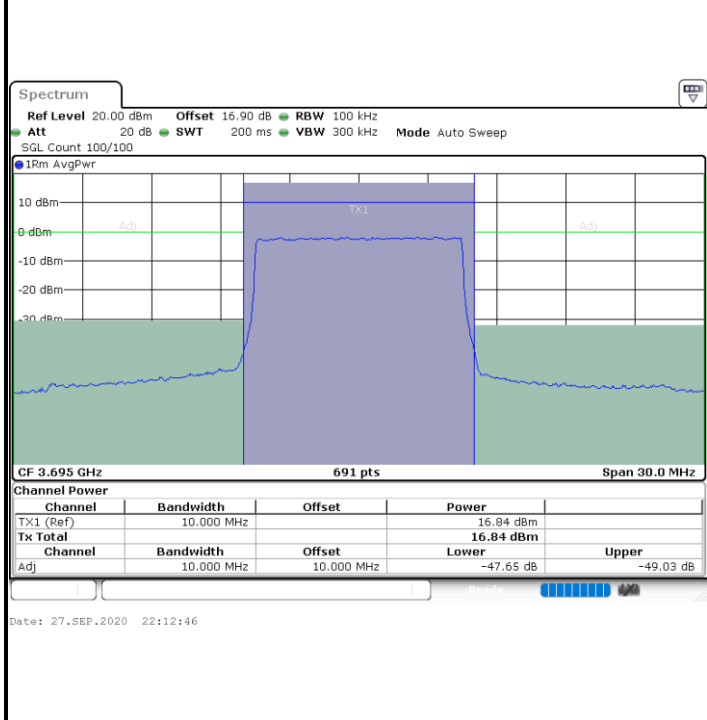 Spectrum
Ref Level 20.00 dBm Offset 16.90 dB RBW 100 kHz
Att 20 dB SWT 200 ms VBW 300 kHz Mode Auto Sweep
SGL Count 100/100
1Rm AvgPwr
10 dBm
TX1
Adj Adj
0 dBm
-10 dBm
-20 dBm
-30 dBm
CF 3.695 GHz 691 pts Span 30.0 MHz
Channel Power
Channel Bandwidth Offset Power
TX1 (Ref) 10.000 MHz 16.84 dBm
Tx Total 16.84 dBm
Channel Bandwidth Offset Lower Upper
Adj 10.000 MHz 10.000 MHz -47.65 dB -49.03 dB
Ready
Date: 27.SEP.2020 22:12:46